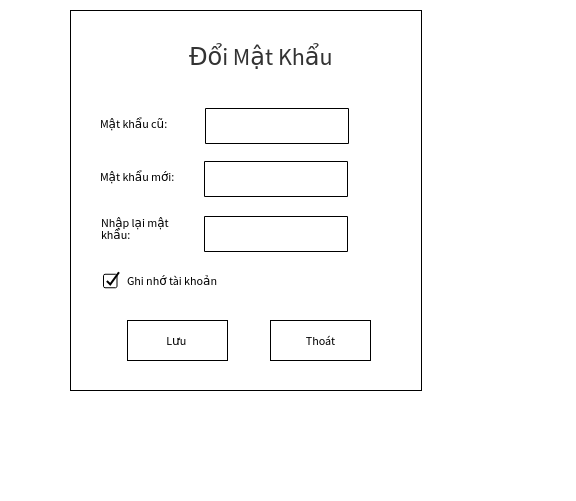 Đổi Mật Khẩu
Mật khẩu cũ:
Mật khẩu mới:
Nhập lại mật
khẩu:
Ghi nhớ tài khoản
Lưu
Thoát